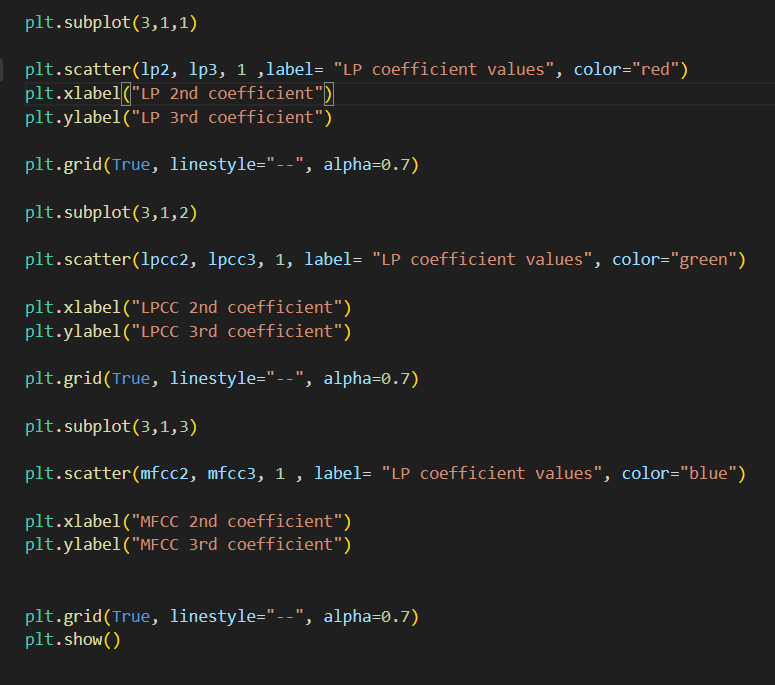 plt.subplot(3,1,1)
plt.scatter(lp2, lp3, 1 ,label= "LP coefficient values", color="red")
plt.xlabel("LP 2nd coefficient")
plt.ylabel("LP 3rd coefficient")
plt.grid(True, linestyle="--", alpha=0.7)
plt.subplot(3,1,2)
plt.scatter(lpcc2, lpcc3, 1, label= "LP coefficient values", color="green")
plt.xlabel("LPCC 2nd coefficient")
plt.ylabel("LPCC 3rd coefficient")
plt.grid(True, linestyle="--", alpha=0.7)
plt.subplot(3,1,3)
plt.scatter(mfcc2, mfcc3, 1 , label= "LP coefficient values", color="blue")
plt.xlabel("MFCC 2nd coefficient")
plt.ylabel("MFCC 3rd coefficient")
plt.grid(True, linestyle="--", alpha=0.7)
plt.show()